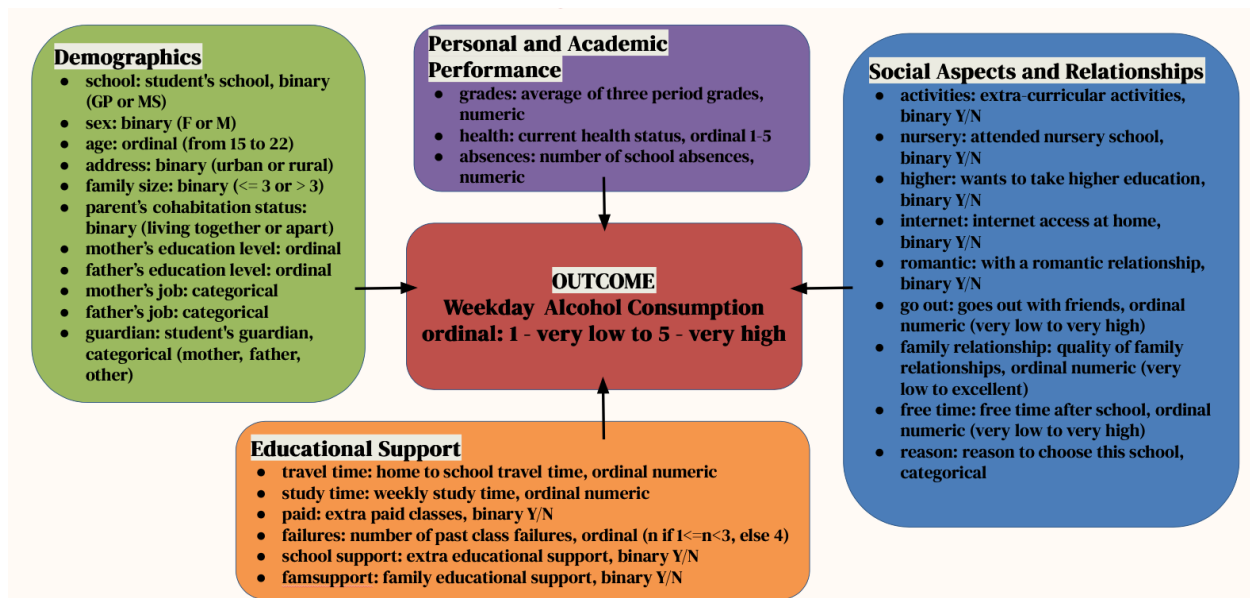 Demographics
● school: student's school, binary
(GP or MS)
● sex: binary (F or M)
● age: ordinal (from 15 to 22)
● address: binary (urban or rural)
● family size: binary (<= 3 or > 3)
● parent's cohabitation status:
binary (living together or apart)
● mother's education level: ordinal
● father's education level: ordinal
● mother's job: categorical
● father's job: categorical
● guardian: student's guardian,
categorical (mother, father,
other)
Personal and Academic
Performance
● grades: average of three period grades,
numeric
● health: current health status, ordinal 1-5
● absences: number of school absences,
numeric
Social Aspects and Relationships
● activities: extra-curricular activities,
binary Y/N
● nursery: attended nursery school,
binary Y/N
● higher: wants to take higher education,
binary Y/N
● internet: internet access at home,
binary Y/N
● romantic: with a romantic relationship,
binary Y/N
● go out: goes out with friends, ordinal
numeric (very low to very high)
● family relationship: quality of family
relationships, ordinal numeric (very
low to excellent)
● free time: free time after school, ordinal
numeric (very low to very high)
● reason: reason to choose this school,
categorical
OUTCOME
Weekday Alcohol Consumption
ordinal: 1 - very low to 5 - very high
Educational Support
● travel time: home to school travel time, ordinal numeric
● study time: weekly study time, ordinal numeric
● paid: extra paid classes, binary Y/N
● failures: number of past class failures, ordinal (n if 1<=n<3, else 4)
● school support: extra educational support, binary Y/N
● famsupport: family educational support, binary Y/N